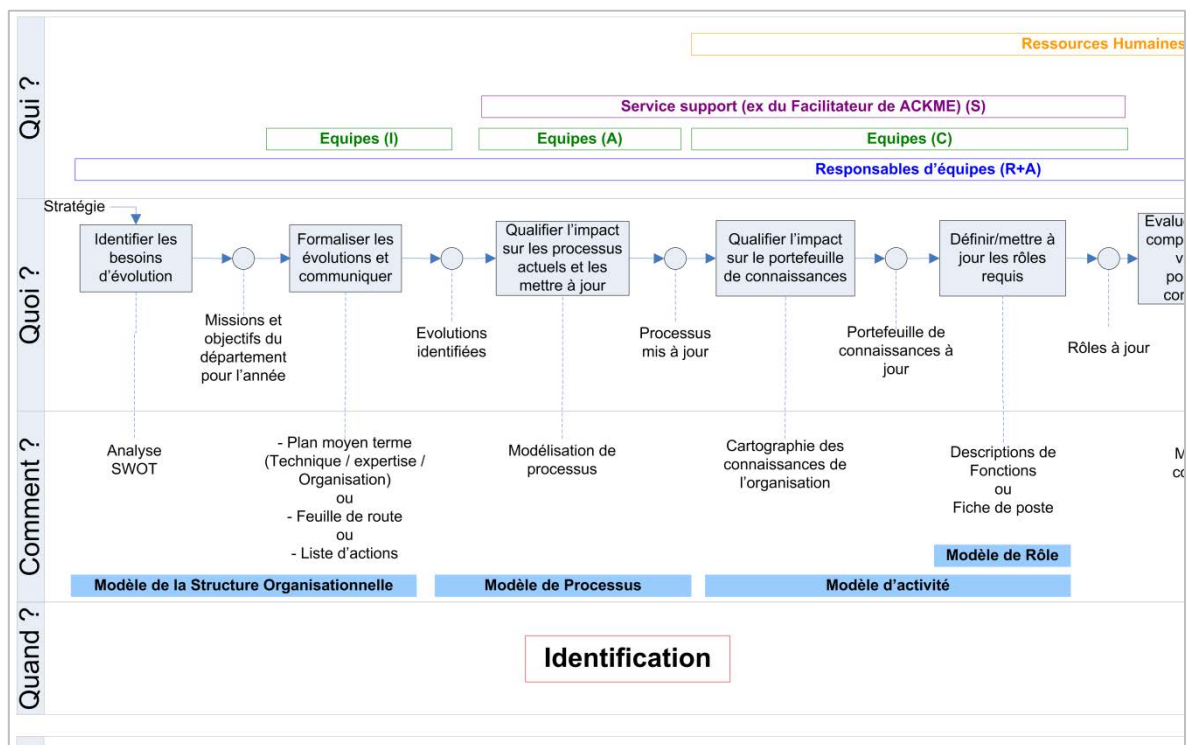 Qui ?
Ressources Humaines
Service support (ex du Facilitateur de ACKME) (S)
Equipes (I)
Equipes (A)
Equipes (C)
Responsables d'équipes (R+A)
Quoi ?
Stratégie
Identifier les
besoins
d'évolution
Formaliser les
évolutions et
communiquer
Qualifier l'impact
sur les processus
actuels et les
mettre à jour
Qualifier l'impact
sur le portefeuille
de connaissances
Définir/mettre à
jour les rôles
requis
Missions et
objectifs du
département
pour l'année
Evolutions
identifiées
Processus
mis à jour
Portefeuille de
connaissances à
jour
Rôles à jour
Comment ?
Analyse
SWOT
- Plan moyen terme
(Technique / expertise /
Organisation)
ou
- Feuille de route
ou
- Liste d'actions
Modélisation de
processus
Cartographie des
connaissances de
l'organisation
Descriptions de
Fonctions
ou
Fiche de poste
Modèle de Rôle
Modèle de la Structure Organisationnelle
Modèle de Processus
Modèle d'activité
Quand ?
Identification